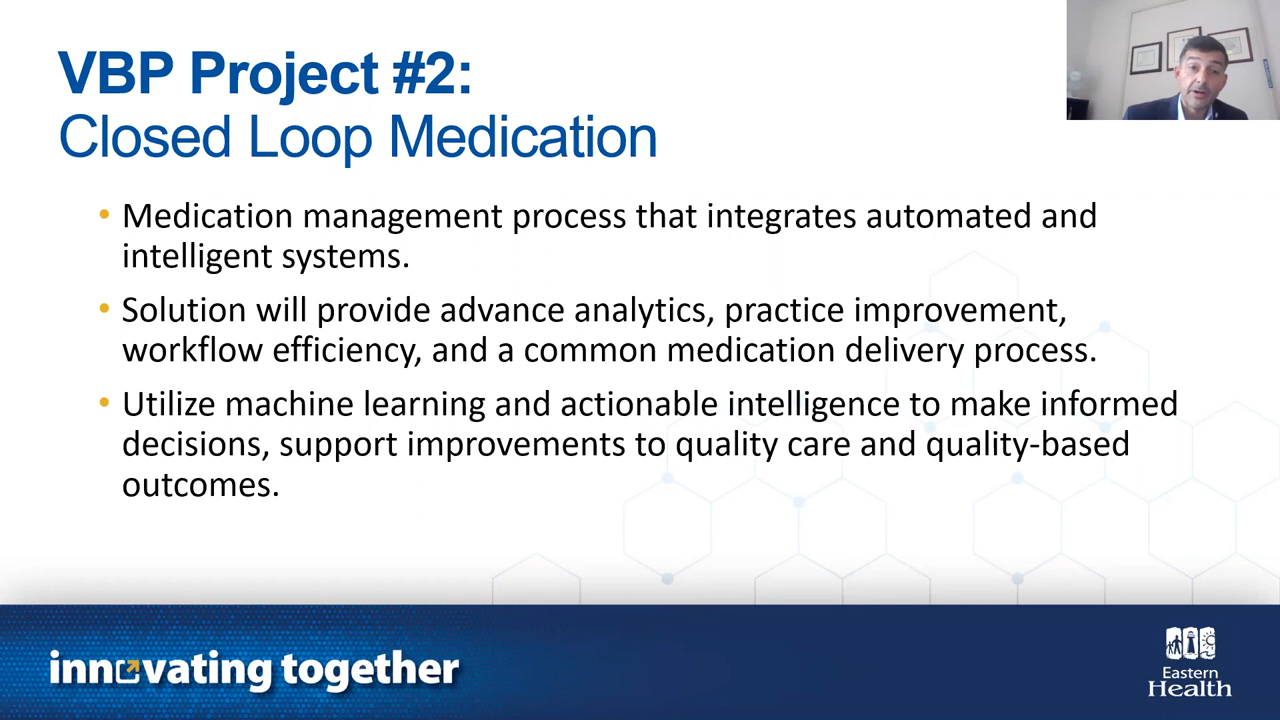 VBP Project #2:
Closed Loop Medication
• Medication management process that integrates automated and
intelligent systems.
• Solution will provide advance analytics, practice improvement,
workflow efficiency, and a common medication delivery process.
• Utilize machine learning and actionable intelligence to make informed
decisions, support improvements to quality care and quality-based
outcomes.
innovating together
Eastern
Health